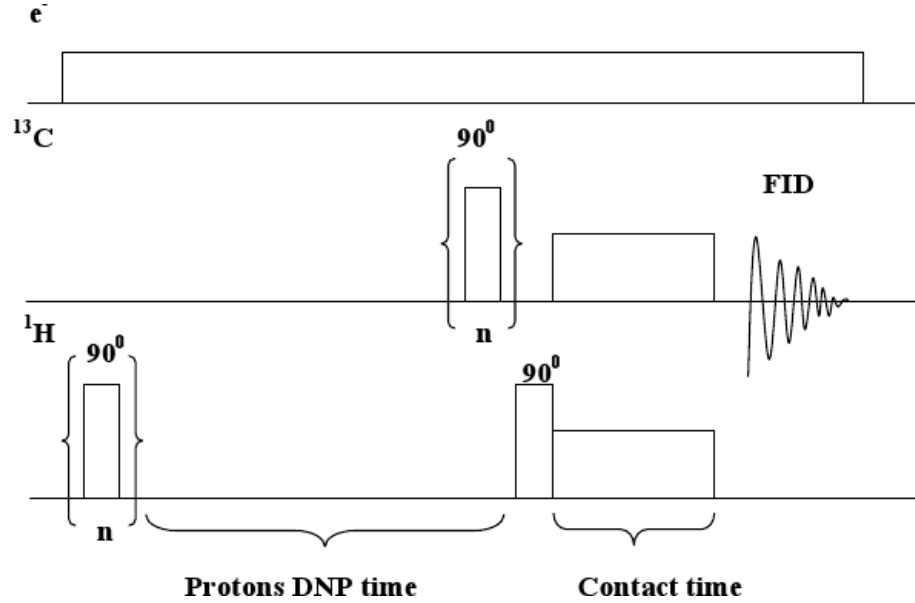 e⁻
¹³C
90⁰
FID
n
¹H
90⁰
90⁰
n
Protons DNP time
Contact time